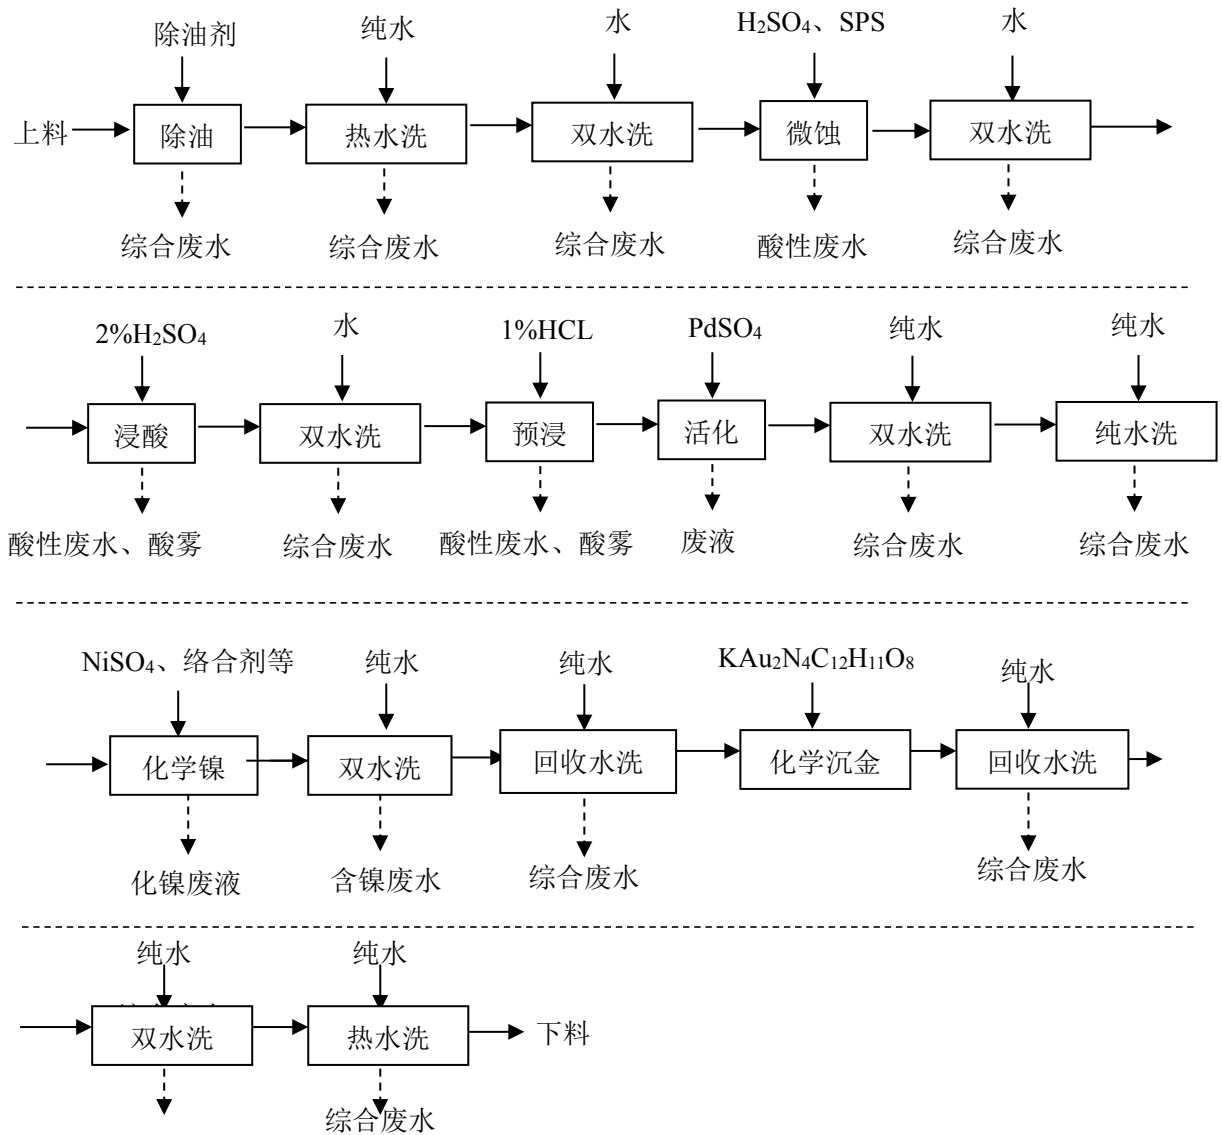 除油剂 纯水 水 H₂SO₄、SPS 水
上料 除油 热水洗 双水洗 微蚀 双水洗
综合废水 综合废水 综合废水 酸性废水 综合废水
2%H₂SO₄ 水 1%HCL PdSO₄ 纯水 纯水
浸酸 双水洗 预浸 活化 双水洗 纯水洗
酸性废水、酸雾 综合废水 酸性废水、酸雾 废液 综合废水 综合废水
NiSO₄、络合剂等 纯水 纯水 KAu₂N₄C₁₂H₁₁O₈ 纯水
化学镍 双水洗 回收水洗 化学沉金 回收水洗
化镍废液 含镍废水 综合废水 综合废水
纯水 纯水
双水洗 热水洗 下料
综合废水